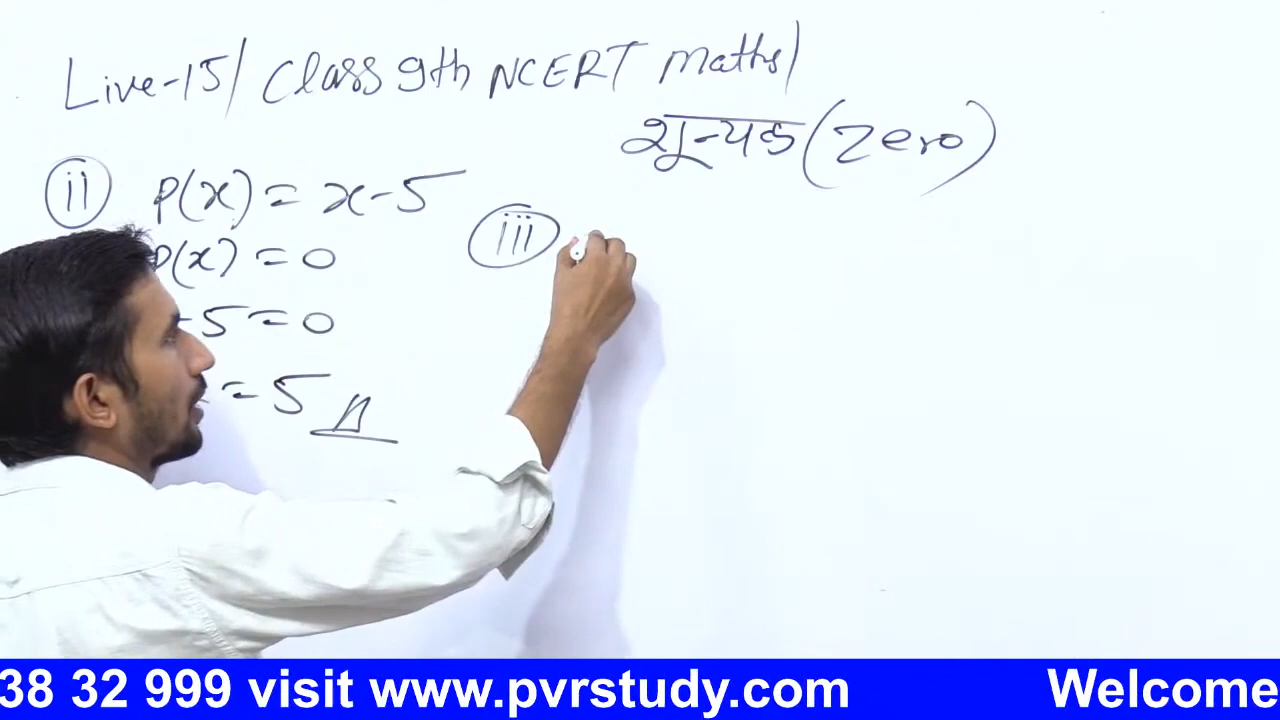 Live-15/ Class 9th NCERT Maths/
शून्यक (Zero)
(ii) P(x) = x-5
P(x) = 0
-5 = 0
= 5
(iii)
38 32 999 visit www.pvrstudy.com Welcome